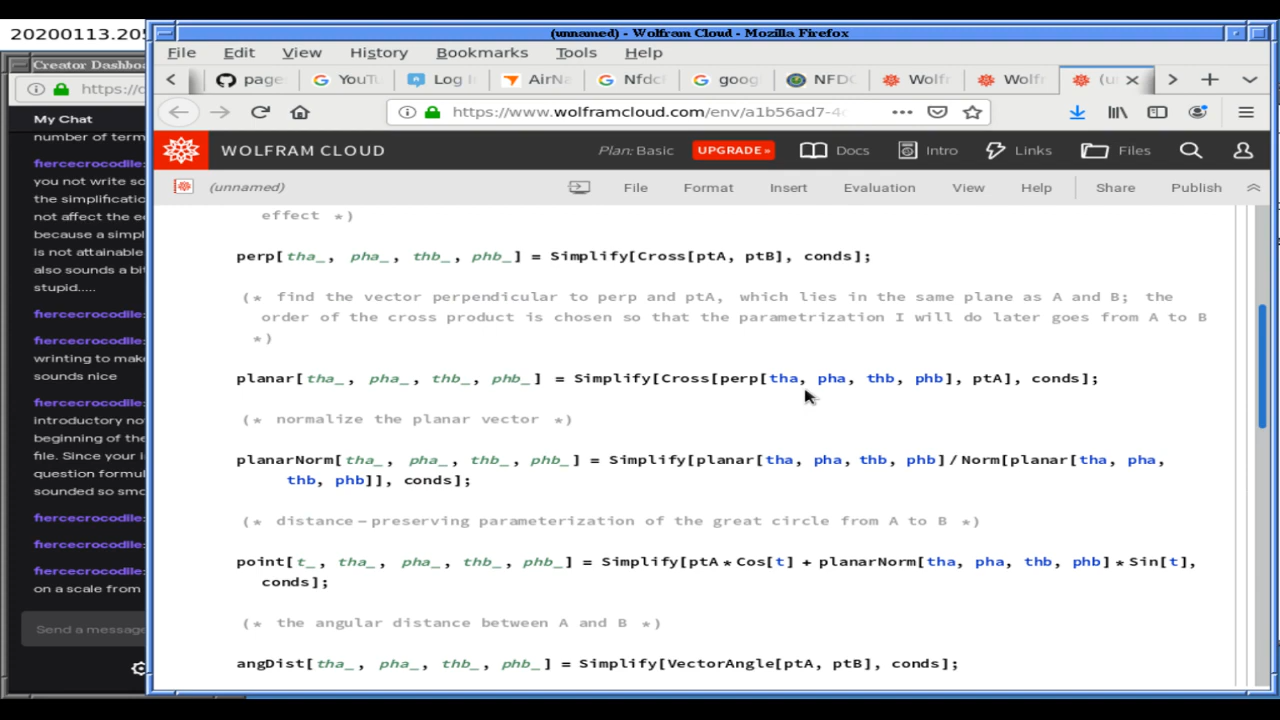 20200113.205
(unnamed) - Wolfram Cloud - Mozilla Firefox
Creator Dashbo
File Edit View History Bookmarks Tools Help
page YouT Log I AirNa Nfdc goog NFDC Wolfr Wolfr (u
https://c
https://www.wolframcloud.com/env/a1b56ad7-4
My Chat
WOLFRAM CLOUD Plan: Basic UPGRADE» Docs Intro Links Files
(unnamed) File Format Insert Evaluation View Help Share Publish
number of term
fiercecrocodile:
you not write so
the simplification
not affect the e
because a simpl
is not attainable
also sounds a bi
stupid.....
fiercecrocodile:
fiercecrocodile:
wrinting to make
sounds nice
fiercecrocodile:
introductory no
beginning of the
file. Since your i
question formul
sounded so smo
fiercecrocodile:
fiercecrocodile:
fiercecrocodile:
on a scale from
Send a message
effect *)
perp[tha_, pha_, thb_, phb_] = Simplify[Cross[ptA, ptB], conds];
(* find the vector perpendicular to perp and ptA, which lies in the same plane as A and B; the
order of the cross product is chosen so that the parametrization I will do later goes from A to B
*)
planar[tha_, pha_, thb_, phb_] = Simplify[Cross[perp[tha, pha, thb, phb], ptA], conds];
(* normalize the planar vector *)
planarNorm[tha_, pha_, thb_, phb_] = Simplify[planar[tha, pha, thb, phb]/Norm[planar[tha, pha,
thb, phb]], conds];
(* distance-preserving parameterization of the great circle from A to B *)
point[t_, tha_, pha_, thb_, phb_] = Simplify[ptA*Cos[t] + planarNorm[tha, pha, thb, phb]*Sin[t],
conds];
(* the angular distance between A and B *)
angDist[tha_, pha_, thb_, phb_] = Simplify[VectorAngle[ptA, ptB], conds];